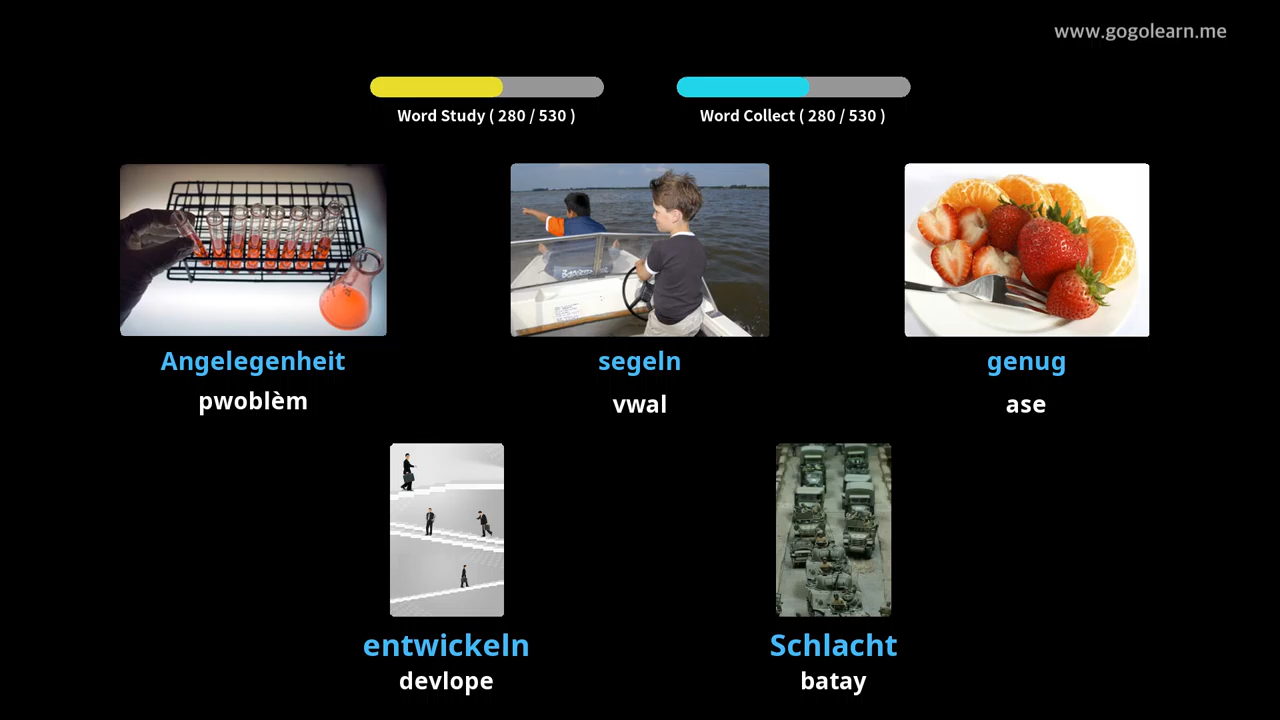 www.gogolearn.me
Word Study ( 280 / 530 )
Word Collect ( 280 / 530 )
Angelegenheit
pwoblèm
segeln
vwal
genug
ase
entwickeln
devlope
Schlacht
batay